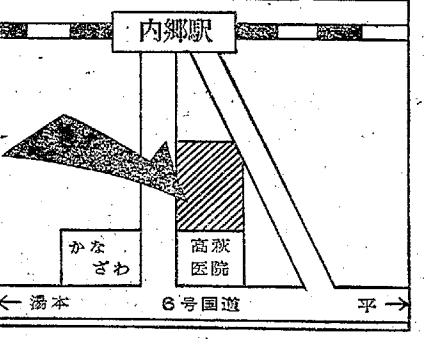 内郷駅
かな
ざわ
高萩
医院
← 湯本
6号国道
平 →